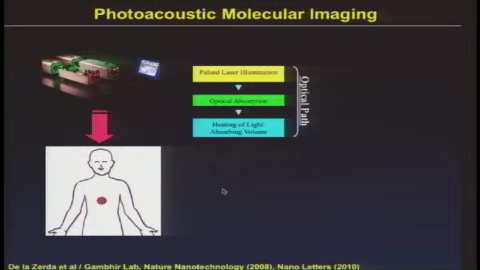 Photoacoustic Molecular Imaging
Pulsed Laser Illumination
Optical Absorption
Heating of Light
Absorbing Volume
Optical Path
De la Zerda et al / Gambhir Lab, Nature Nanotechnology (2008), Nano Letters (2010)